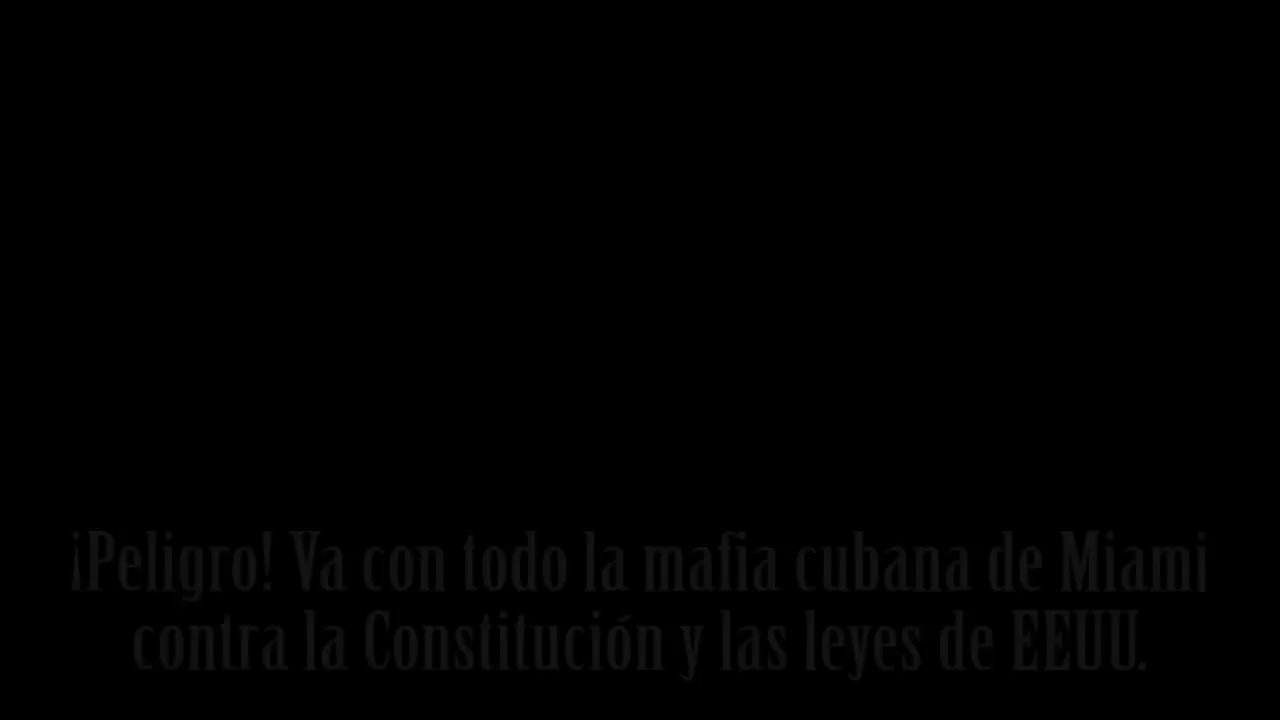 ¡Peligro! Va con todo la mafia cubana de Miami
contra la Constitución y las leyes de EEUU.